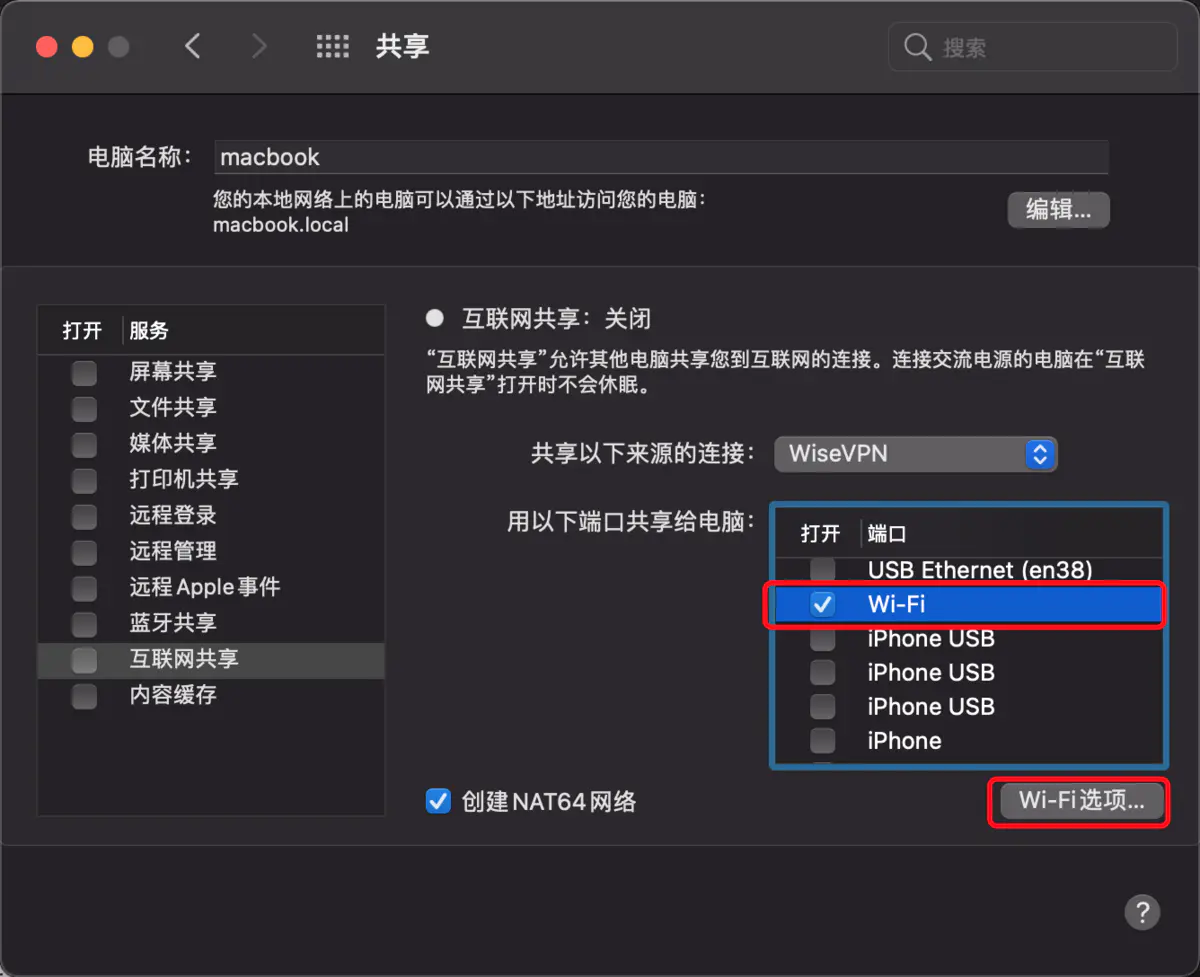 共享
搜索
电脑名称：
macbook
您的本地网络上的电脑可以通过以下地址访问您的电脑：
macbook.local
编辑...
打开 服务
屏幕共享
文件共享
媒体共享
打印机共享
远程登录
远程管理
远程Apple事件
蓝牙共享
互联网共享
内容缓存
互联网共享：关闭
“互联网共享”允许其他电脑共享您到互联网的连接。连接交流电源的电脑在“互联
网共享”打开时不会休眠。
共享以下来源的连接：
WiseVPN
用以下端口共享给电脑：
打开 端口
USB Ethernet (en38)
Wi-Fi
iPhone USB
iPhone USB
iPhone USB
iPhone
创建NAT64网络
Wi-Fi选项...
?